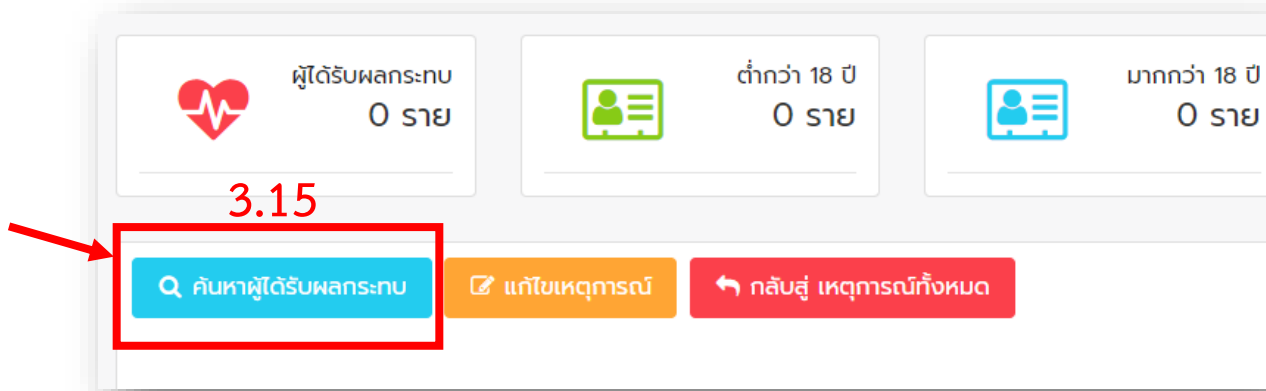 ผู้ได้รับผลกระทบ
0 ราย
ต่ำกว่า 18 ปี
0 ราย
มากกว่า 18 ปี
0 ราย
3.15
ค้นหาผู้ได้รับผลกระทบ
แก้ไขเหตุการณ์
กลับสู่ เหตุการณ์ทั้งหมด